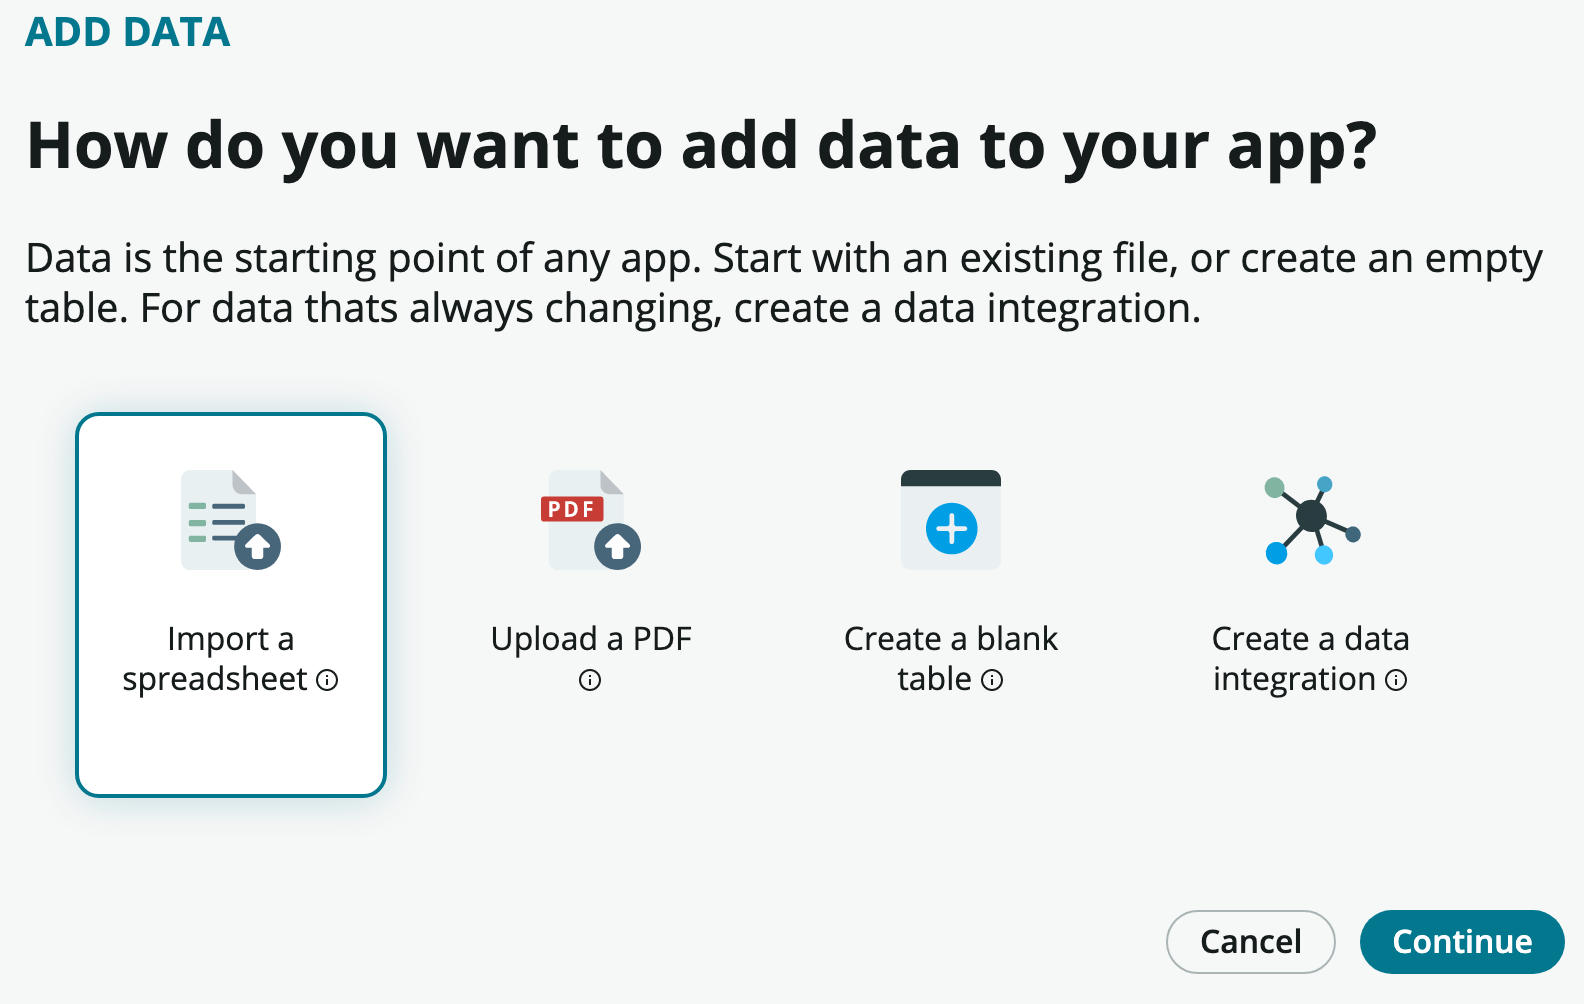 ADD DATA
How do you want to add data to your app?
Data is the starting point of any app. Start with an existing file, or create an empty
table. For data thats always changing, create a data integration.
PDF
Import a
spreadsheet
Upload a PDF
Create a blank
table
Create a data
integration
Cancel
Continue